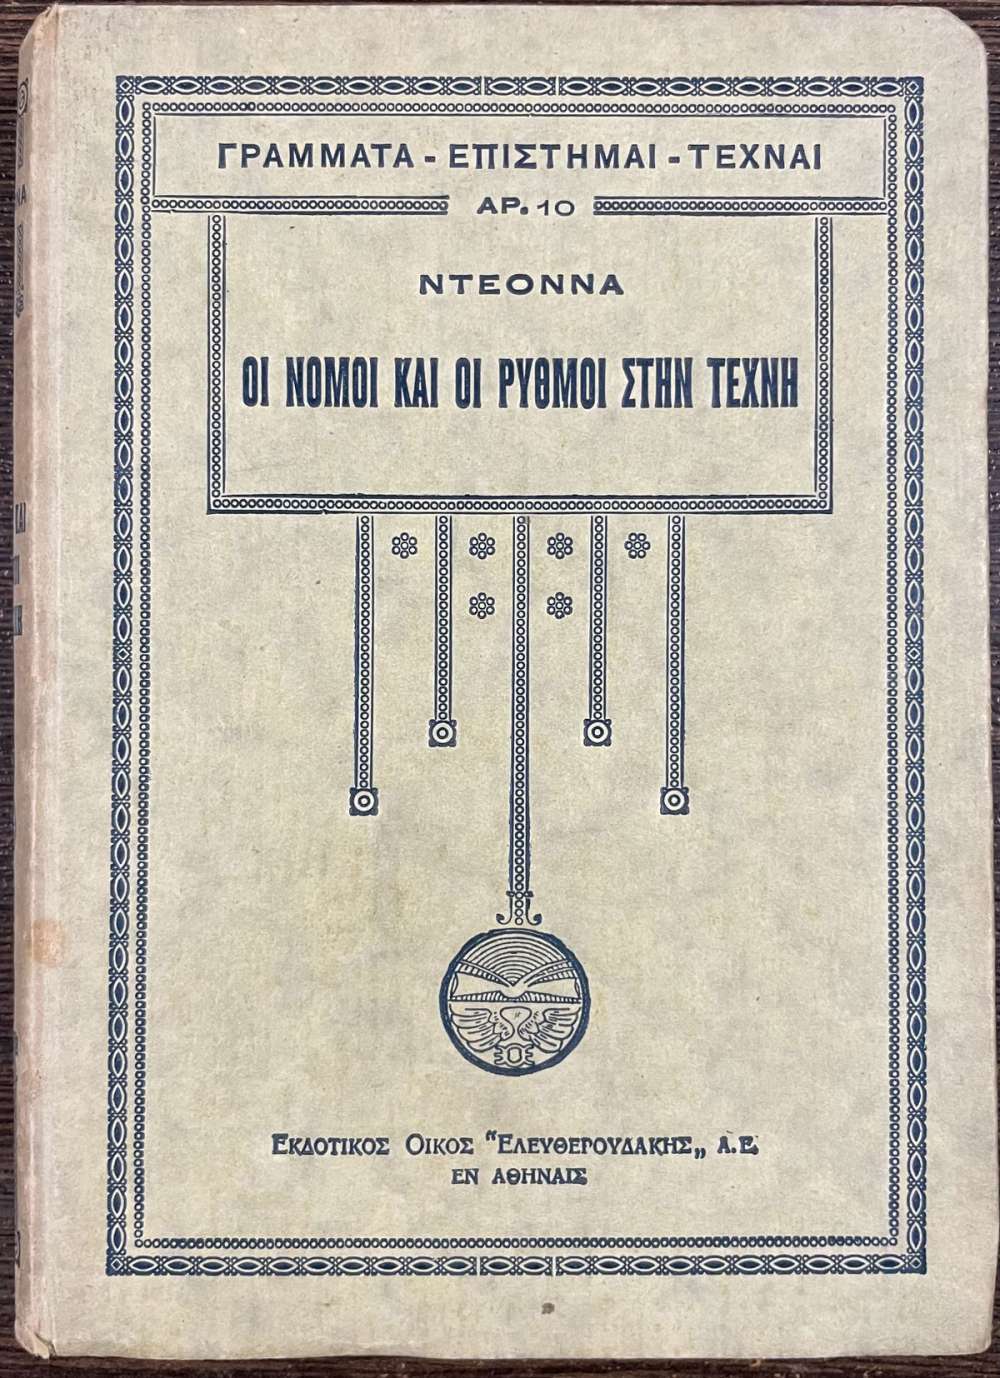 ΓΡΑΜΜΑΤΑ - ΕΠΙΣΤΗΜΑΙ - ΤΕΧΝΑΙ
ΑΡ. 10
ΝΤΕΟΝΝΑ
ΟΙ ΝΟΜΟΙ ΚΑΙ ΟΙ ΡΥΘΜΟΙ ΣΤΗΝ ΤΕΧΝΗ
ΕΚΔΟΤΙΚΟΣ ΟΙΚΟΣ "ΕΛΕΥΘΕΡΟΥΔΑΚΗΣ„ Α.Ε.
ΕΝ ΑΘΗΝΑΙΣ